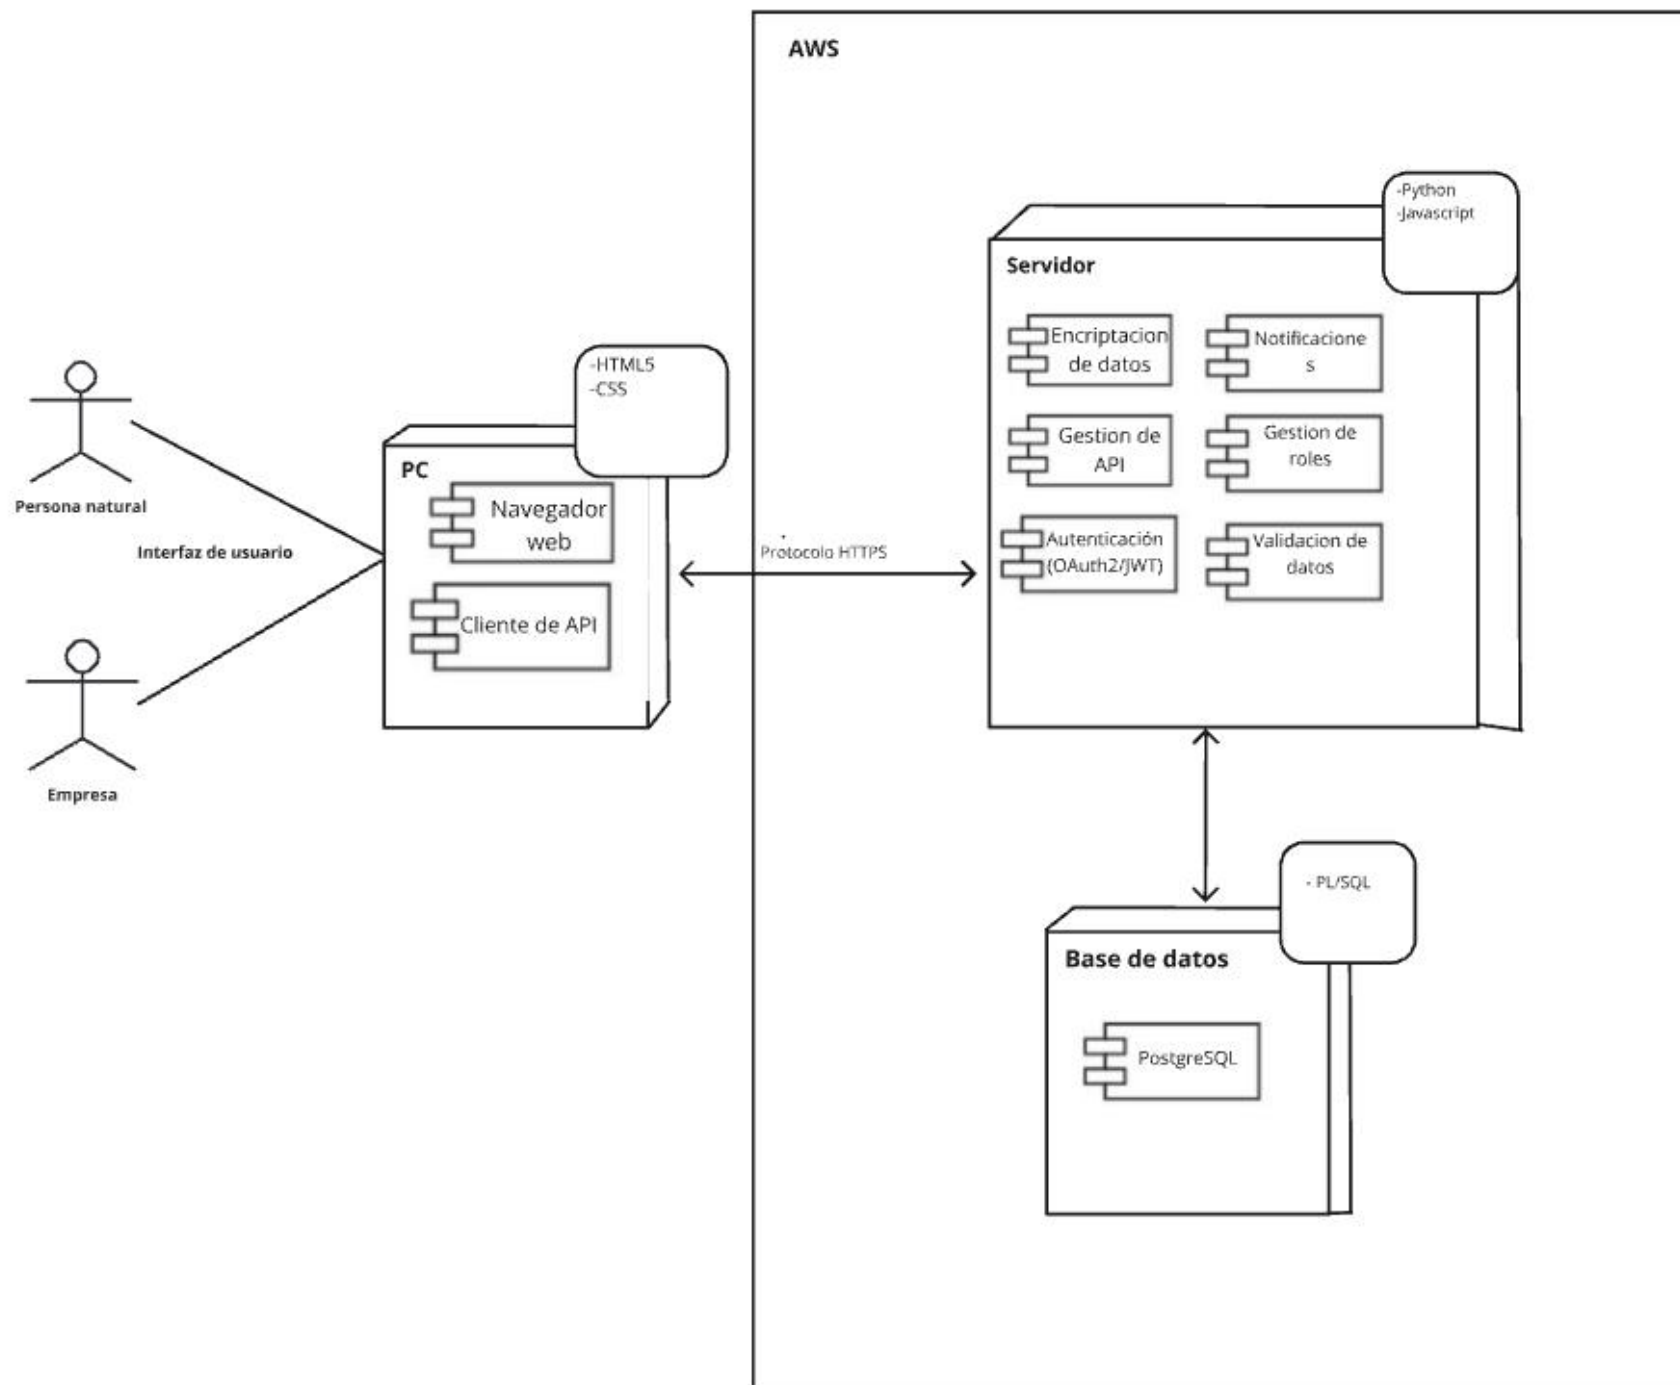 AWS
-Python
-Javascript
Servidor
Encriptacion
de datos
Notificacione
s
Gestion de
API
Gestion de
roles
Autenticación
(OAuth2/JWT)
Validacion de
datos
-HTML5
-CSS
PC
Navegador
web
Cliente de API
Persona natural
Interfaz de usuario
Empresa
Protocolo HTTPS
- PL/SQL
Base de datos
PostgreSQL